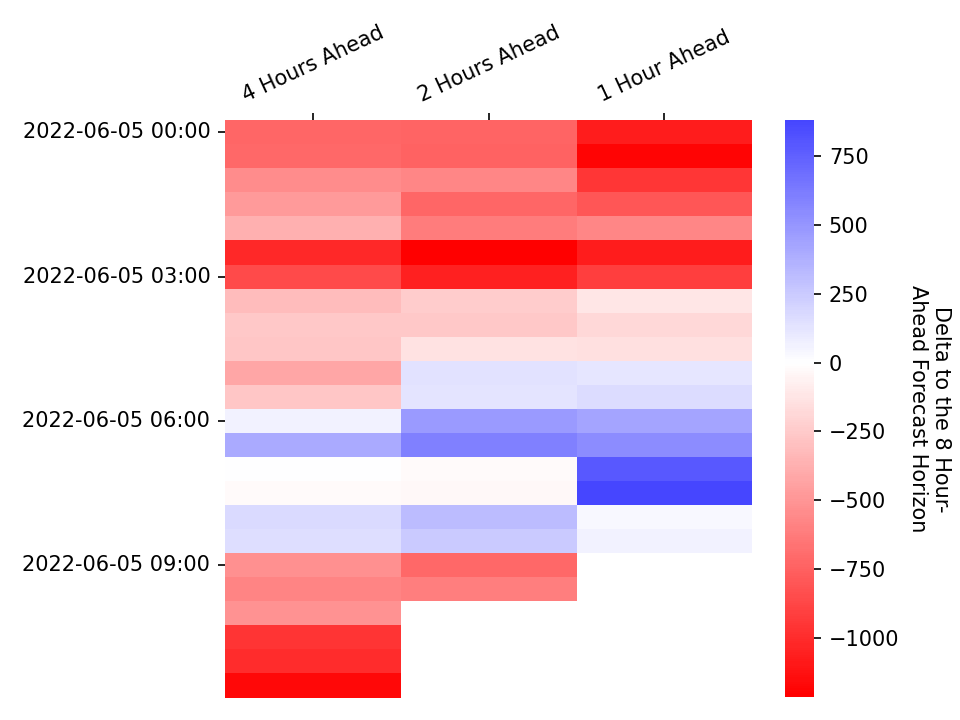 4 Hours Ahead
2 Hours Ahead
1 Hour Ahead
2022-06-05 00:00
2022-06-05 03:00
2022-06-05 06:00
2022-06-05 09:00
750
500
250
0
−250
−500
−750
−1000
Delta to the 8 Hour-
Ahead Forecast Horizon